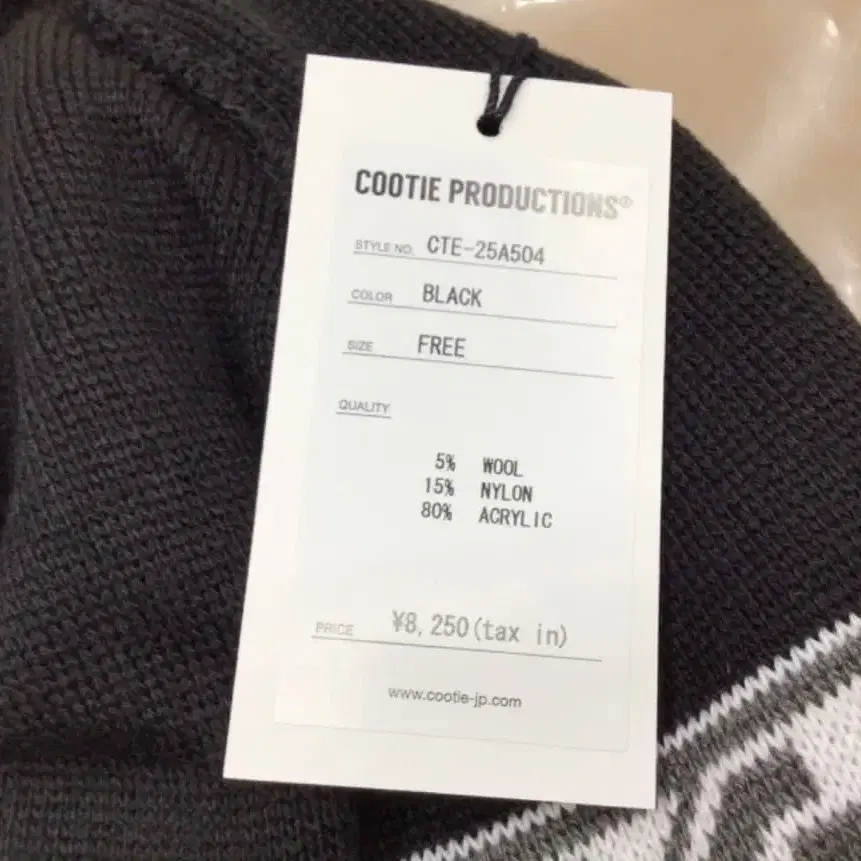 COOTIE PRODUCTIONS®
STYLE NO. CTE-25A504
COLOR BLACK
SIZE FREE
QUALITY
5% WOOL
15% NYLON
80% ACRYLIC
PRICE ¥8,250(tax in)
www.cootie-jp.com